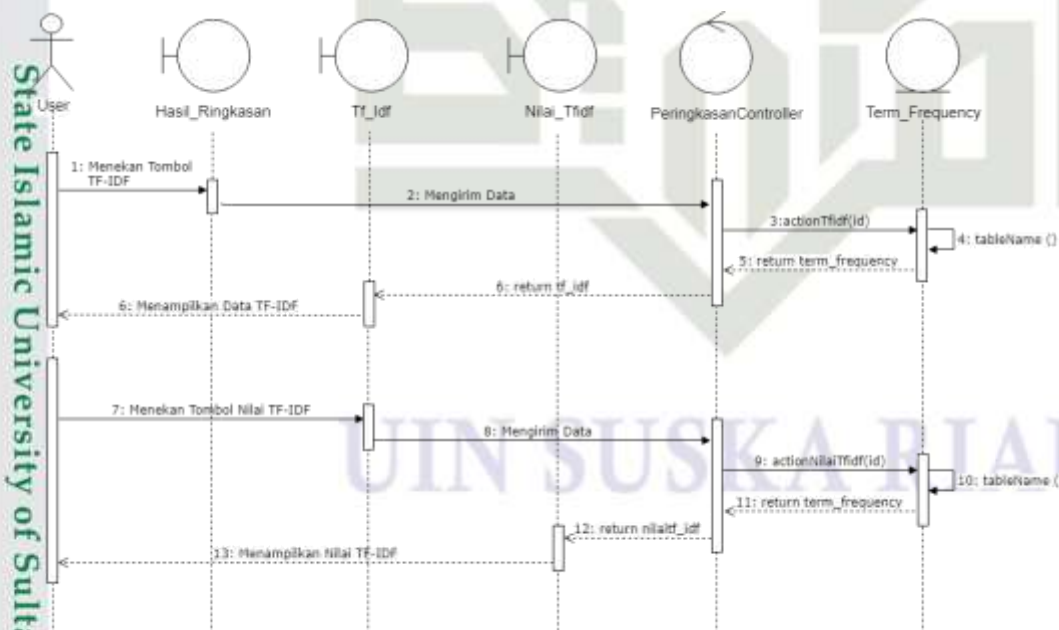 User
Hasil_Ringkasan
Tf_Idf
Nilai_Tfidf
PeringkasanController
Term_Frequency
1: Menekan Tombol
TF-IDF
2: Mengirim Data
3:actionTfidf(id)
4: tableName ()
5: return term_frequency
6: return tf_idf
6: Menampilkan Data TF-IDF
7: Menekan Tombol Nilai TF-IDF
8: Mengirim Data
9: actionNilaiTfidf(id)
10: tableName (
11: return term_frequency
12: return nilaitf_idf
13: Menampilkan Nilai TF-IDF
State Islamic University of Sult
UIN SUSKA RIA